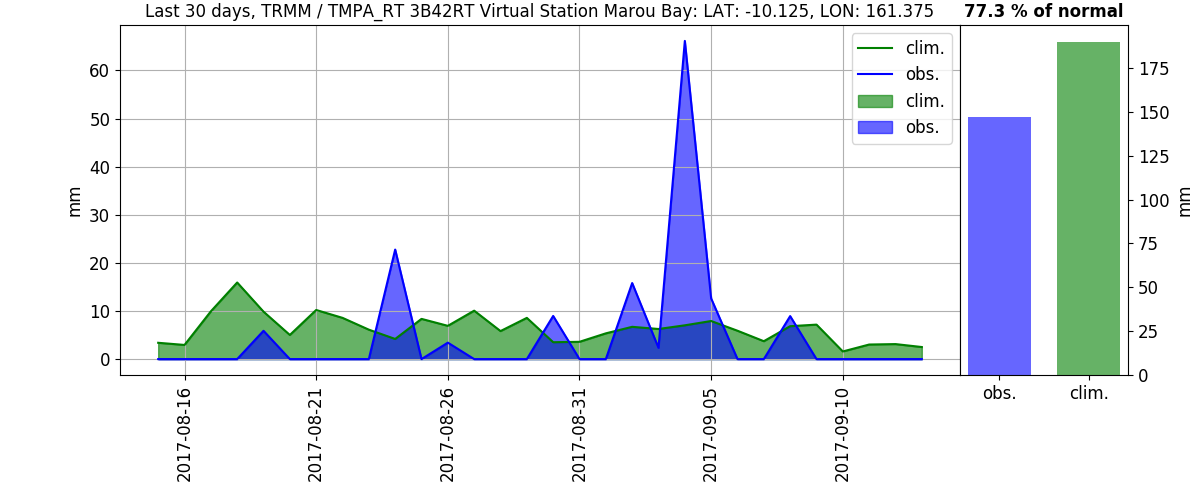 Last 30 days, TRMM / TMPA_RT 3B42RT Virtual Station Marou Bay: LAT: -10.125, LON: 161.375
77.3 % of normal
clim.
obs.
clim.
obs.
mm
60
50
40
30
20
10
0
2017-08-16
2017-08-21
2017-08-26
2017-08-31
2017-09-05
2017-09-10
175
150
125
100
75
50
25
0
mm
obs.
clim.